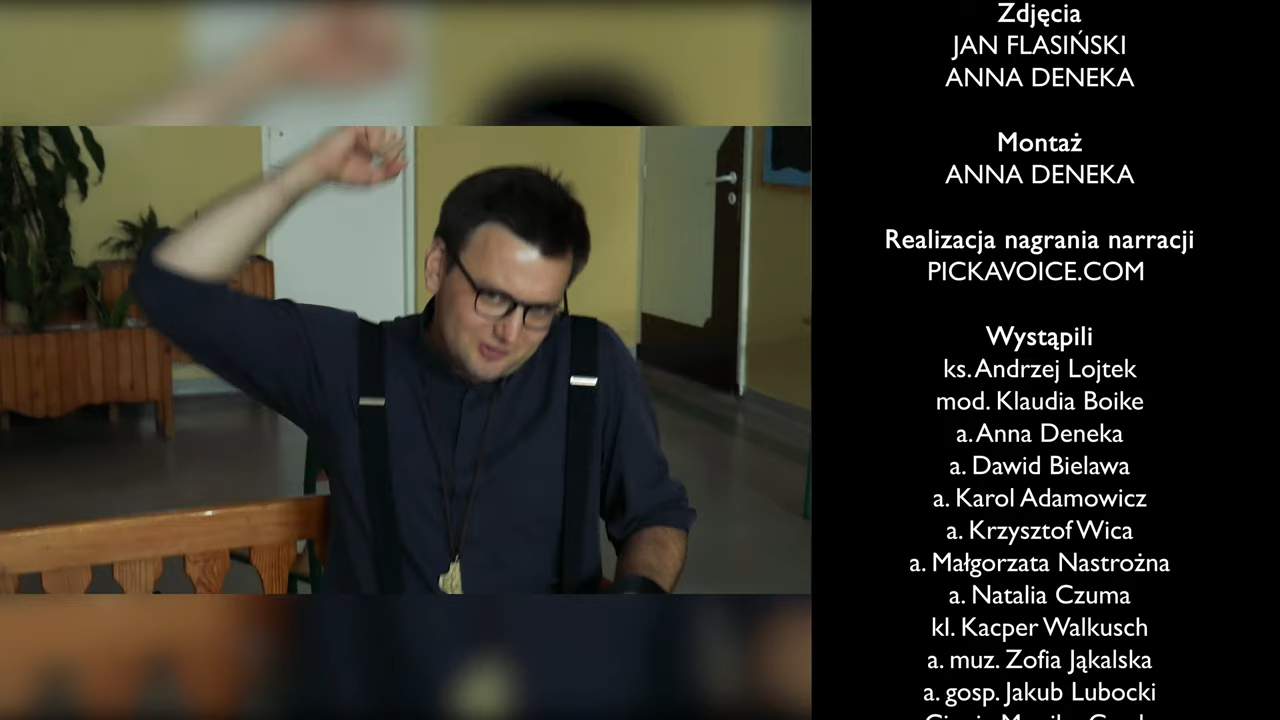 Zdjęcia
JAN FLASIŃSKI
ANNA DENEKA
Montaż
ANNA DENEKA
Realizacja nagrania narracji
PICKAVOICE.COM
Wystąpili
ks. Andrzej Lojtek
mod. Klaudia Boike
a. Anna Deneka
a. Dawid Bielawa
a. Karol Adamowicz
a. Krzysztof Wica
a. Małgorzata Nastrożna
a. Natalia Czuma
kl. Kacper Walkusch
a. muz. Zofia Jąkalska
a. gosp. Jakub Lubocki